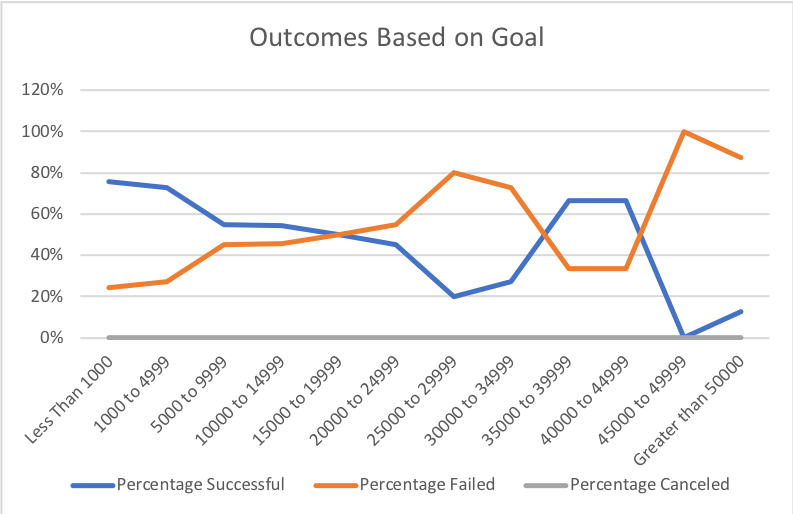 Outcomes Based on Goal
120%
100%
80%
60%
40%
20%
0%
Less Than 1000
1000 to 4999
5000 to 9999
10000 to 14999
15000 to 19999
20000 to 24999
25000 to 29999
30000 to 34999
35000 to 39999
40000 to 44999
45000 to 49999
Greater than 50000
Percentage Successful Percentage Failed Percentage Canceled